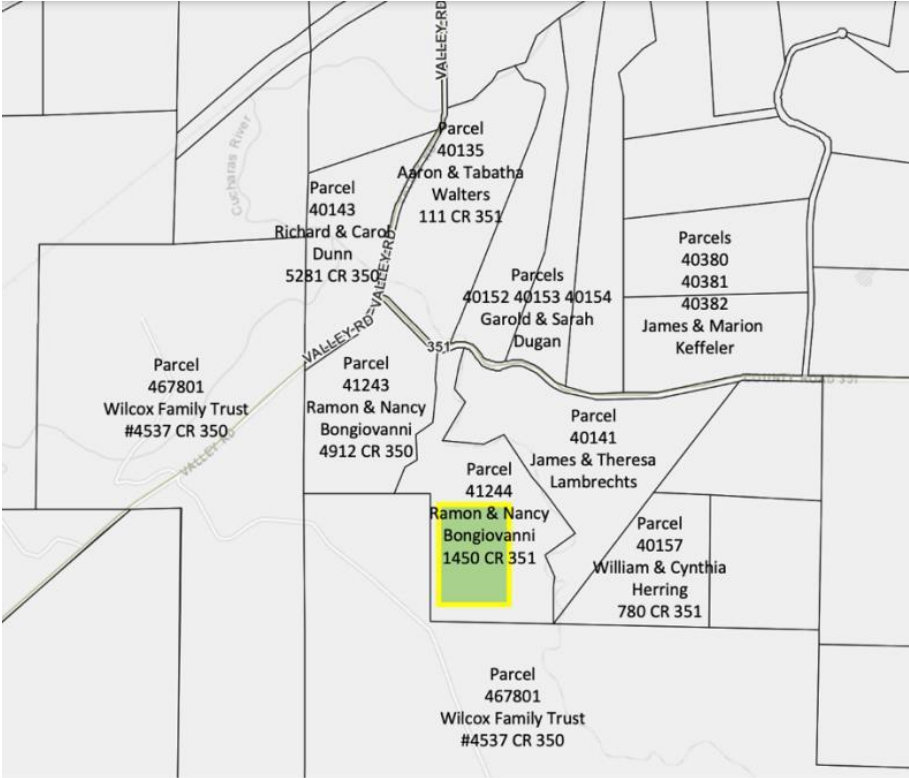 VALLEY-RD
Cucharas River
Parcel
40135
Aaron & Tabatha
Walters
111 CR 351
Parcel
40143
Richard & Carol
Dunn
5281 CR 350
VALLEY-RD=VALLEY-RD
Parcels
40152 40153 40154
Garold & Sarah
Dugan
Parcels
40380
40381
40382
James & Marion
Keffeler
351
COUNTY ROAD 351
Parcel
467801
Wilcox Family Trust
#4537 CR 350
VALLEY RD
Parcel
41243
Ramon & Nancy
Bongiovanni
4912 CR 350
Parcel
40141
James & Theresa
Lambrechts
Parcel
41244
Ramon & Nancy
Bongiovanni
1450 CR 351
Parcel
40157
William & Cynthia
Herring
780 CR 351
Parcel
467801
Wilcox Family Trust
#4537 CR 350